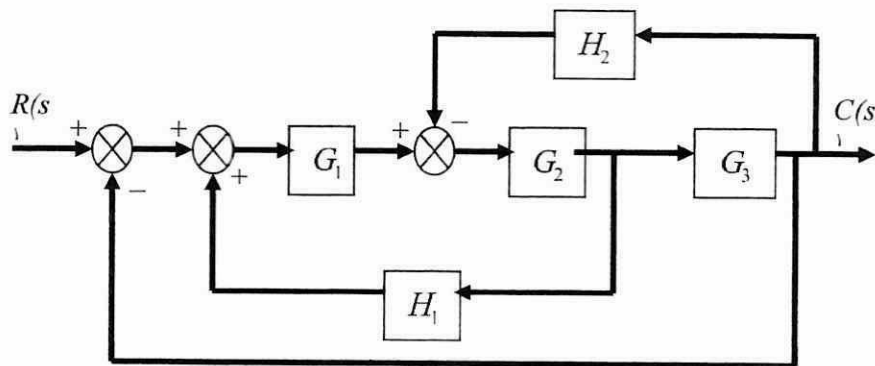 H₂
R(s
C(s
+ + + −
G₁ G₂ G₃
− +
H₁